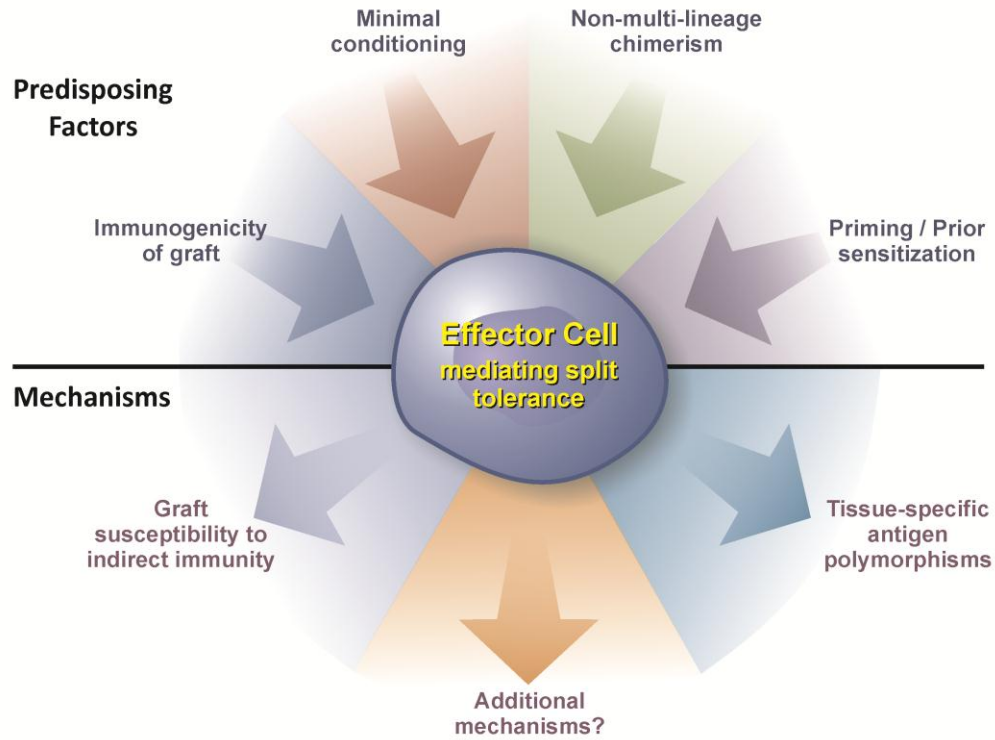 Minimal
conditioning
Non-multi-lineage
chimerism
Predisposing
Factors
Immunogenicity
of graft
Priming / Prior
sensitization
Effector Cell
mediating split
tolerance
Mechanisms
Graft
susceptibility to
indirect immunity
Tissue-specific
antigen
polymorphisms
Additional
mechanisms?